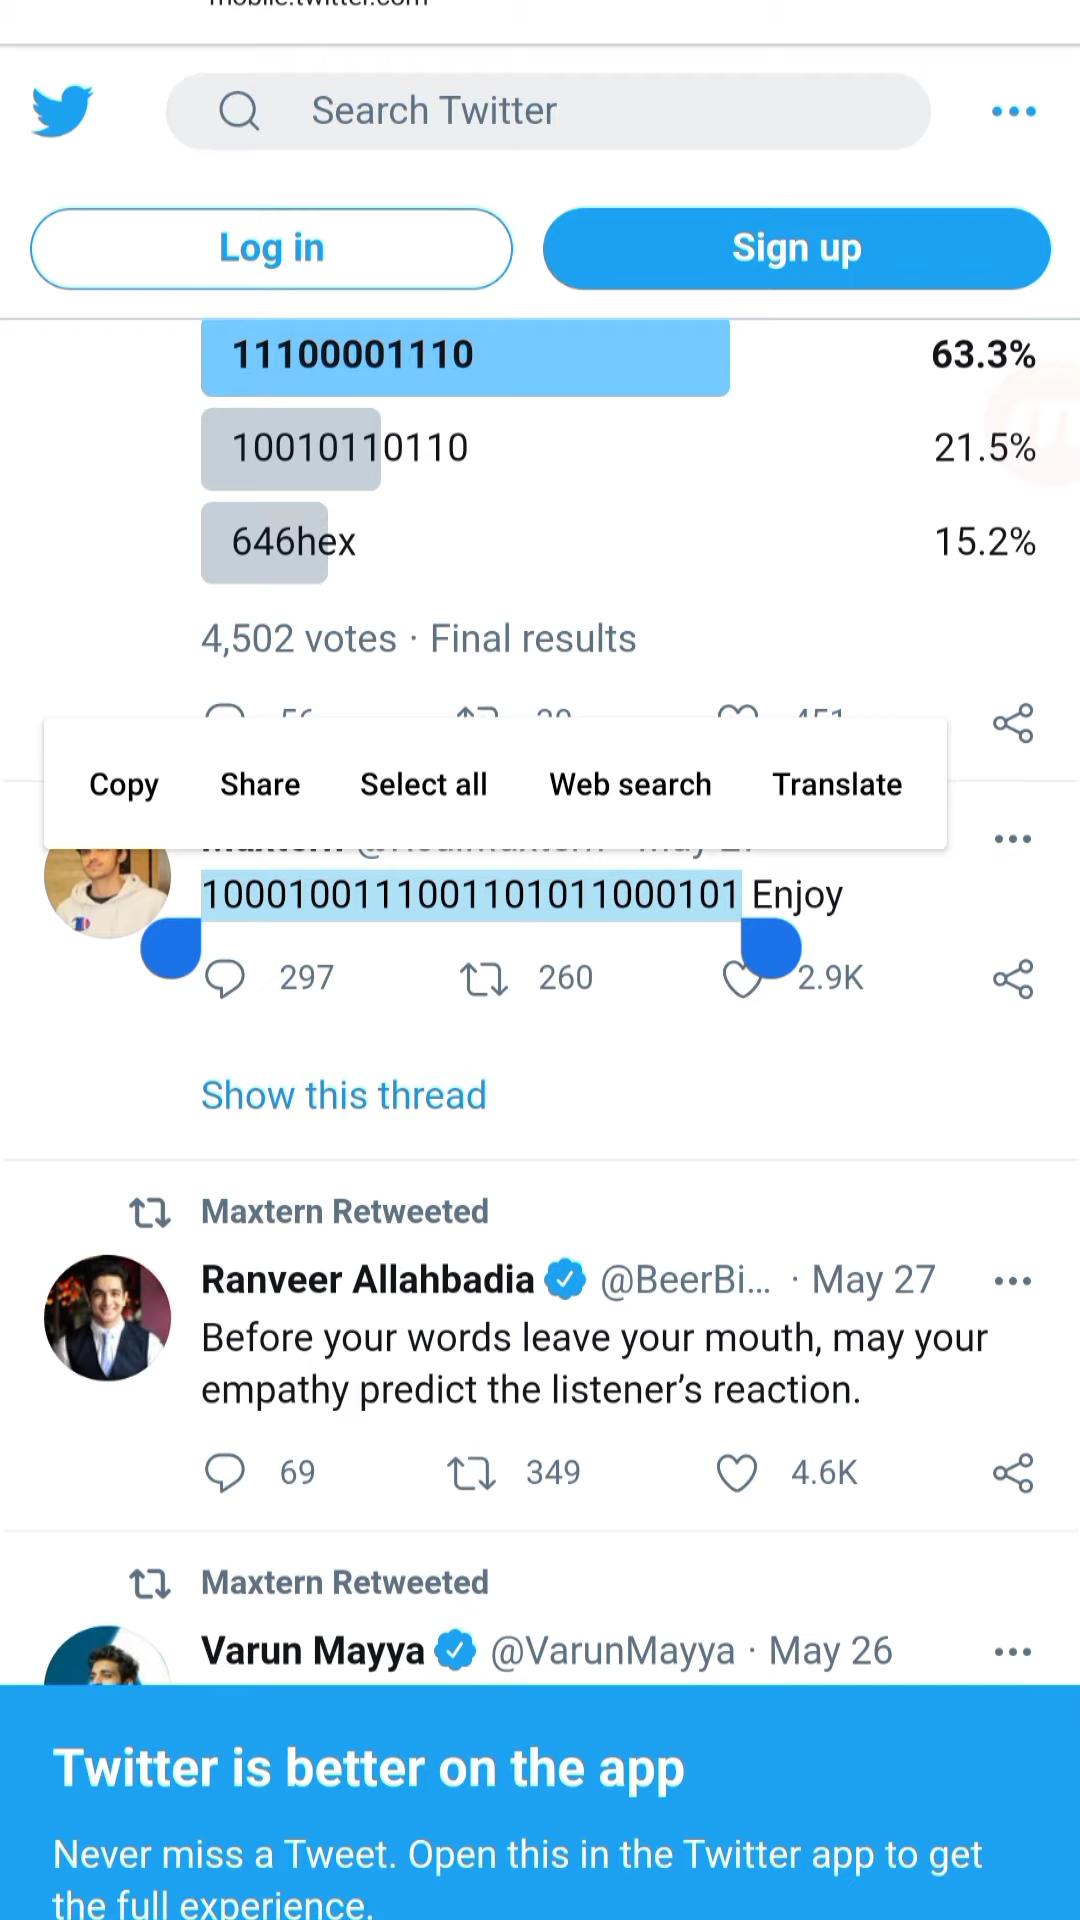 mobile.twitter.com
Search Twitter
Log in
Sign up
11100001110 63.3%
10010110110 21.5%
646hex 15.2%
4,502 votes · Final results
Copy Share Select all Web search Translate
1000100111001101011000101 Enjoy
297 260 2.9K
Show this thread
Maxtern Retweeted
Ranveer Allahbadia @BeerBi... · May 27
Before your words leave your mouth, may your
empathy predict the listener’s reaction.
69 349 4.6K
Maxtern Retweeted
Varun Mayya @VarunMayya · May 26
Twitter is better on the app
Never miss a Tweet. Open this in the Twitter app to get
the full experience.